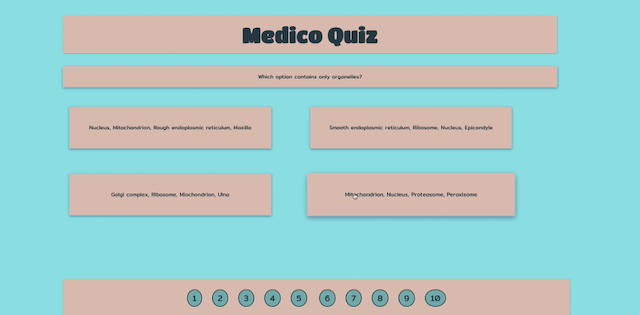 Medico Quiz
Which option contains only organelles?
Nucleus, Mitochondrion, Rough endoplasmic reticulum, Maxilla
Smooth endoplasmic reticulum, Ribosome, Nucleus, Epicondyle
Golgi complex, Ribosome, Miochondrion, Ulna
Mitochondrion, Nucleus, Proteasome, Peroxisome
1 2 3 4 5 6 7 8 9 10